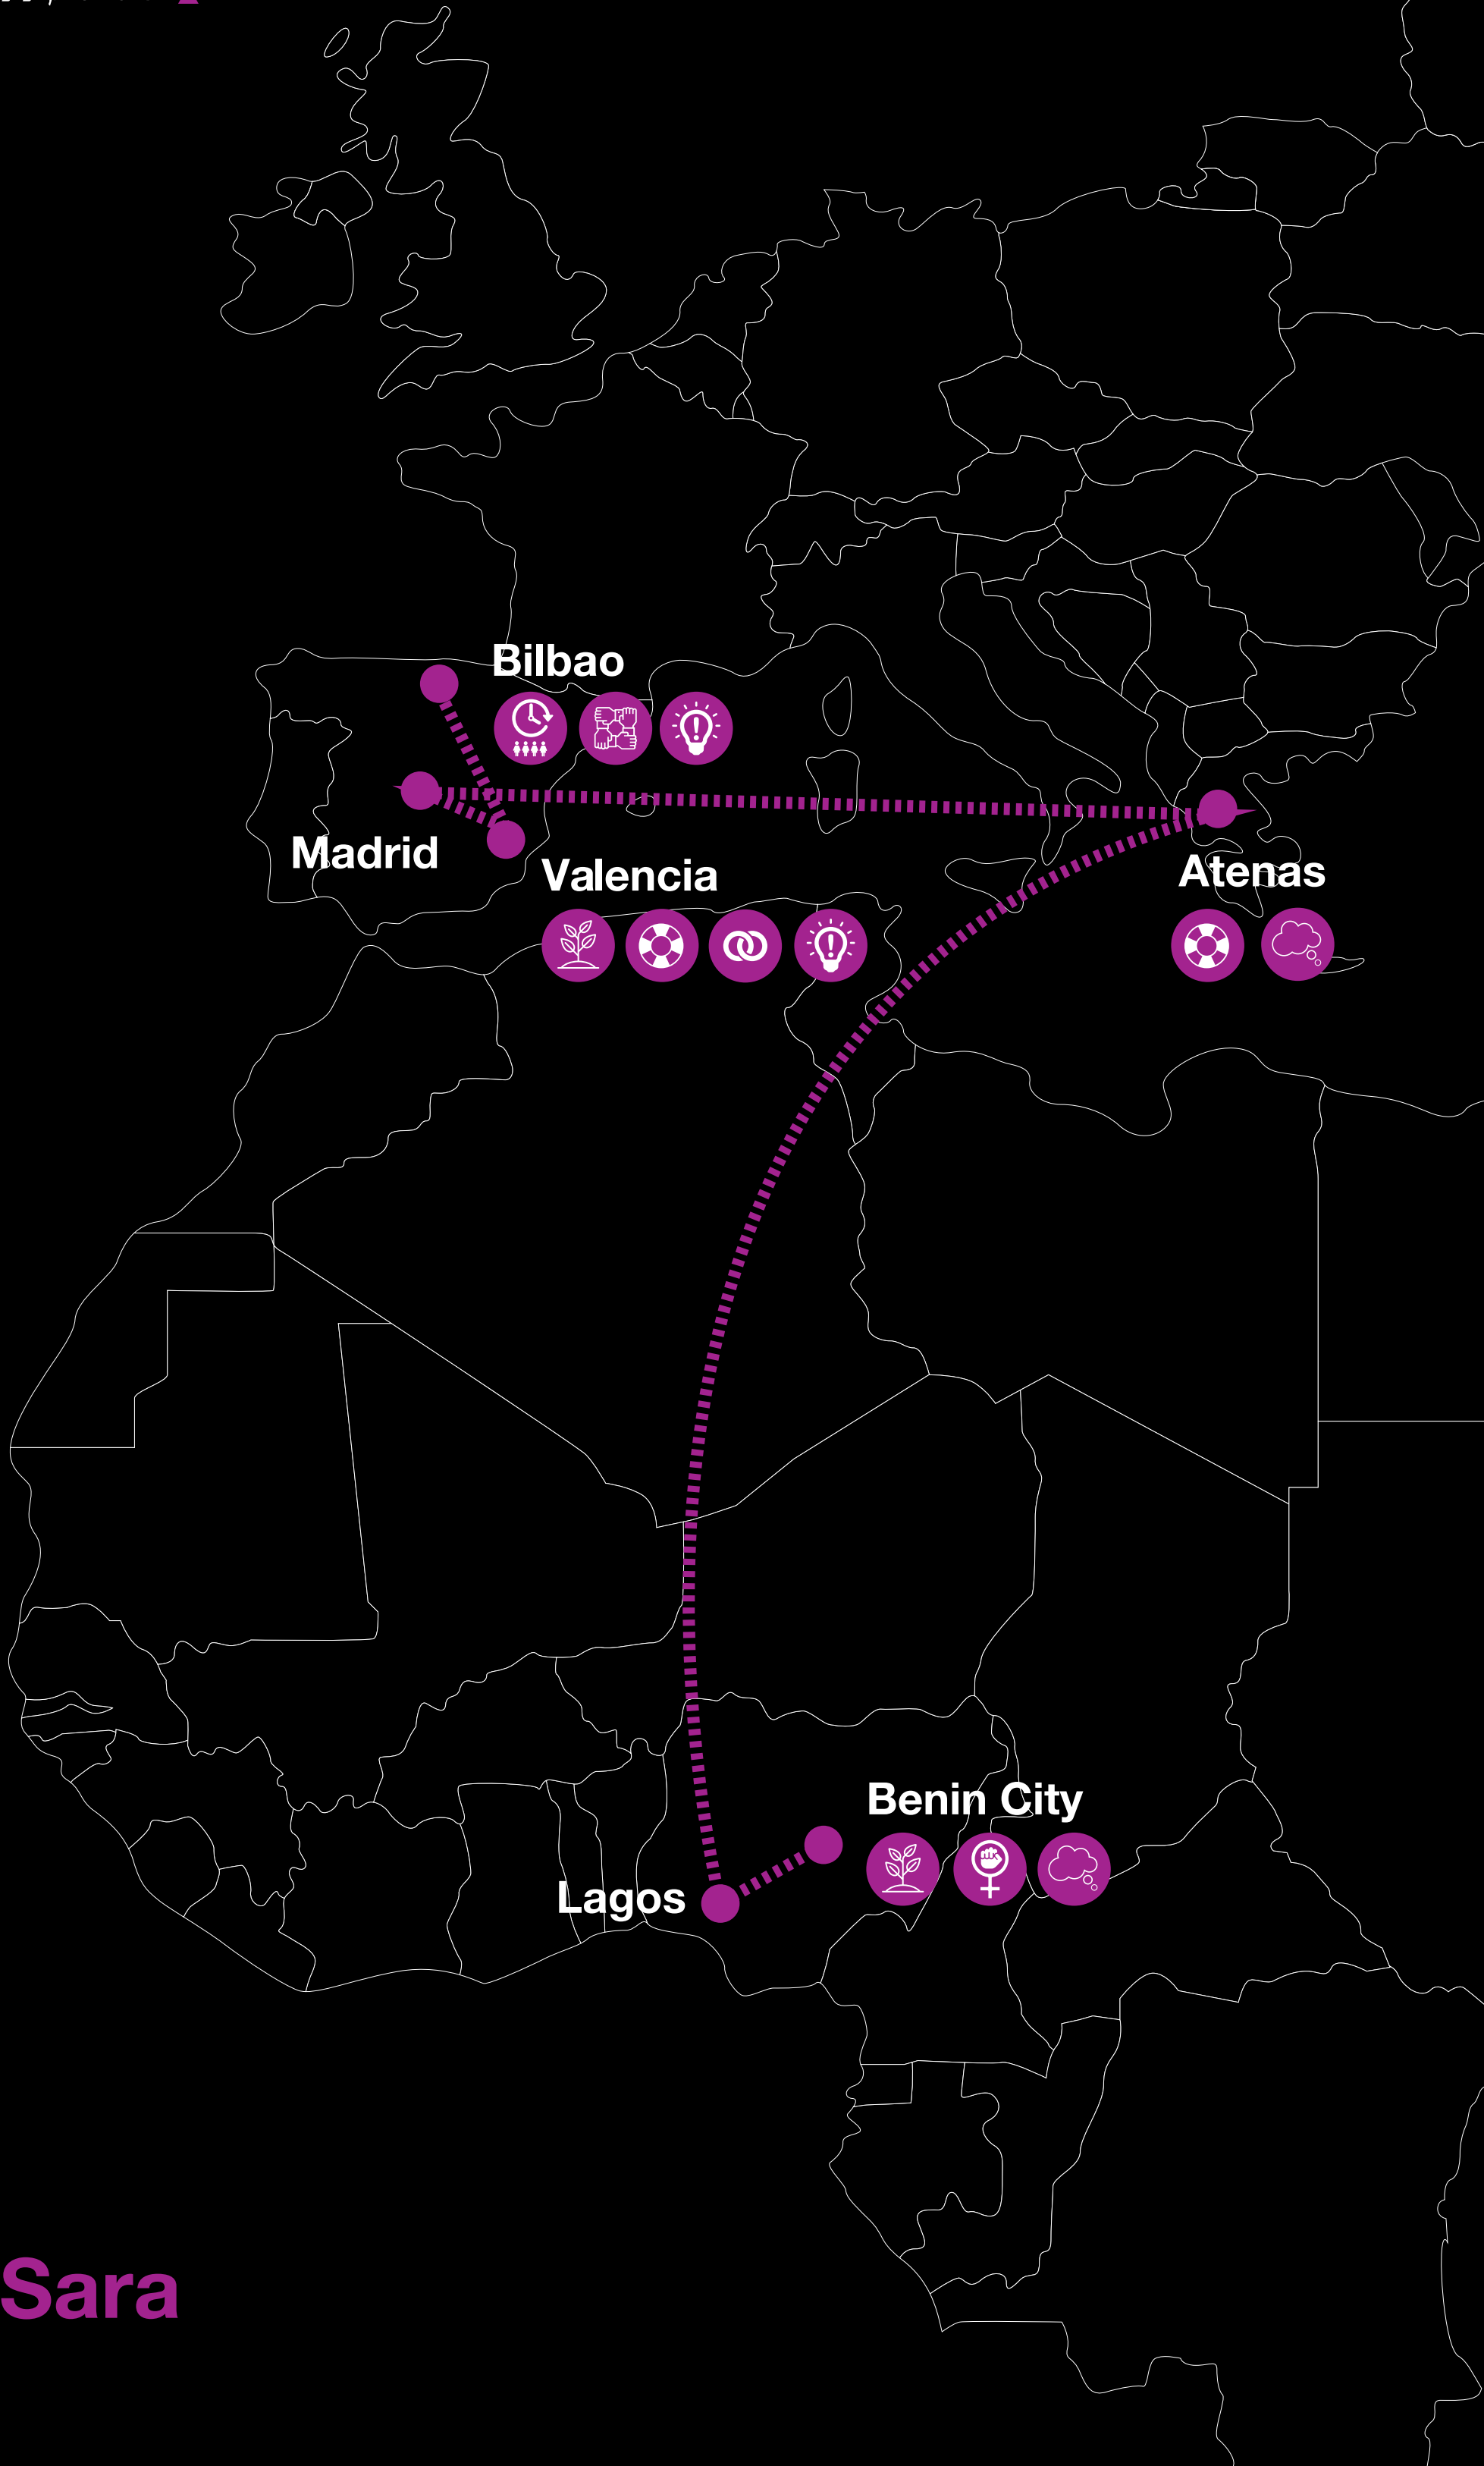 Bilbao
Madrid
Valencia
Atenas
Benin City
Lagos
Sara